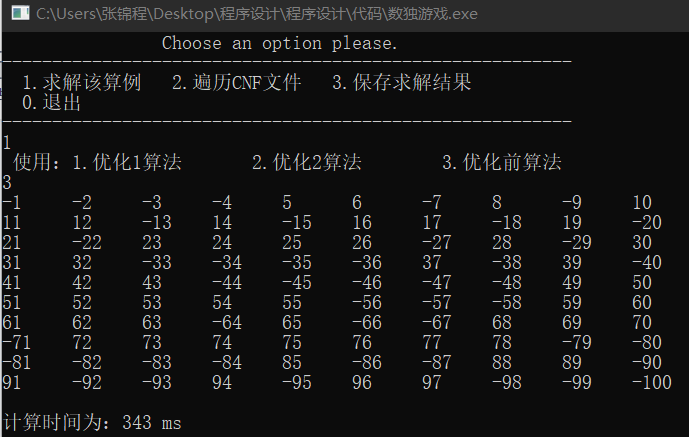 C:\Users\张锦程\Desktop\程序设计\程序设计\代码\数独游戏.exe
Choose an option please.
---------------------------------------------------------
1.求解该算例 2.遍历CNF文件 3.保存求解结果
0.退出
---------------------------------------------------------
1
使用：1.优化1算法 2.优化2算法 3.优化前算法
3
-1 -2 -3 -4 5 6 -7 8 -9 10
11 12 -13 14 -15 16 17 -18 19 -20
21 -22 23 24 25 26 -27 28 -29 30
31 32 -33 -34 -35 -36 37 -38 39 -40
41 42 43 -44 -45 -46 -47 -48 49 50
51 52 53 54 55 -56 -57 -58 59 60
61 62 63 -64 65 -66 -67 68 69 70
-71 72 73 74 75 76 77 78 -79 -80
-81 -82 -83 -84 85 -86 -87 88 89 -90
91 -92 -93 94 -95 96 97 -98 -99 -100
计算时间为：343 ms